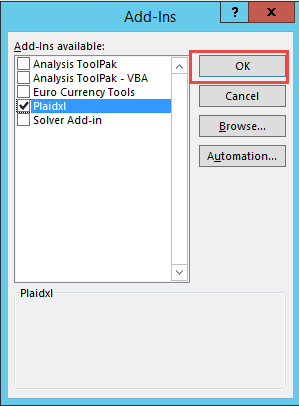 Add-Ins
?
Add-Ins available:
Analysis ToolPak
Analysis ToolPak - VBA
Euro Currency Tools
Plaidxl
Solver Add-in
OK
Cancel
Browse...
Automation...
Plaidxl